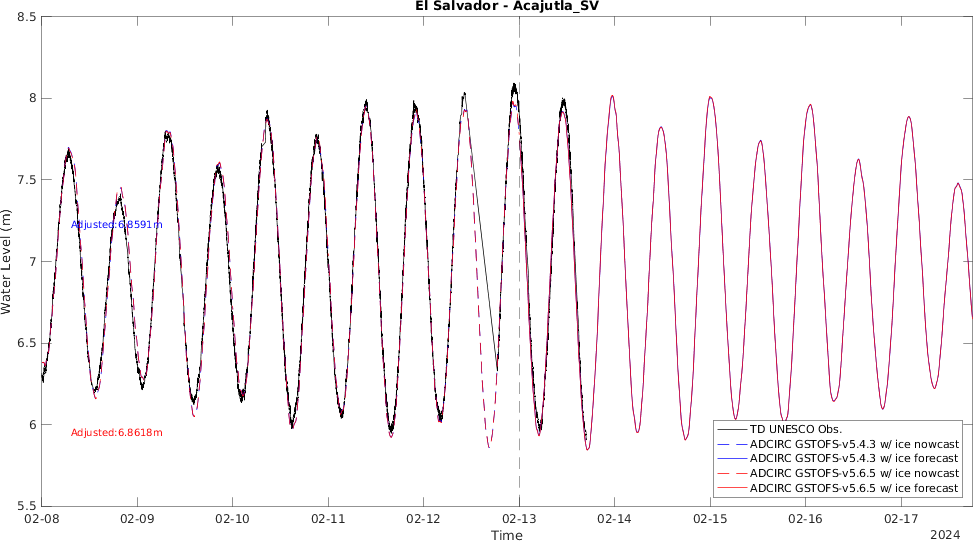 El Salvador - Acajutla_SV
8.5
8
7.5
7
6.5
6
5.5
Water Level (m)
Adjusted:6.8591m
Adjusted:6.8618m
TD UNESCO Obs.
ADCIRC GSTOFS-v5.4.3 w/ ice nowcast
ADCIRC GSTOFS-v5.4.3 w/ ice forecast
ADCIRC GSTOFS-v5.6.5 w/ ice nowcast
ADCIRC GSTOFS-v5.6.5 w/ ice forecast
02-08 02-09 02-10 02-11 02-12 02-13 02-14 02-15 02-16 02-17
Time
2024